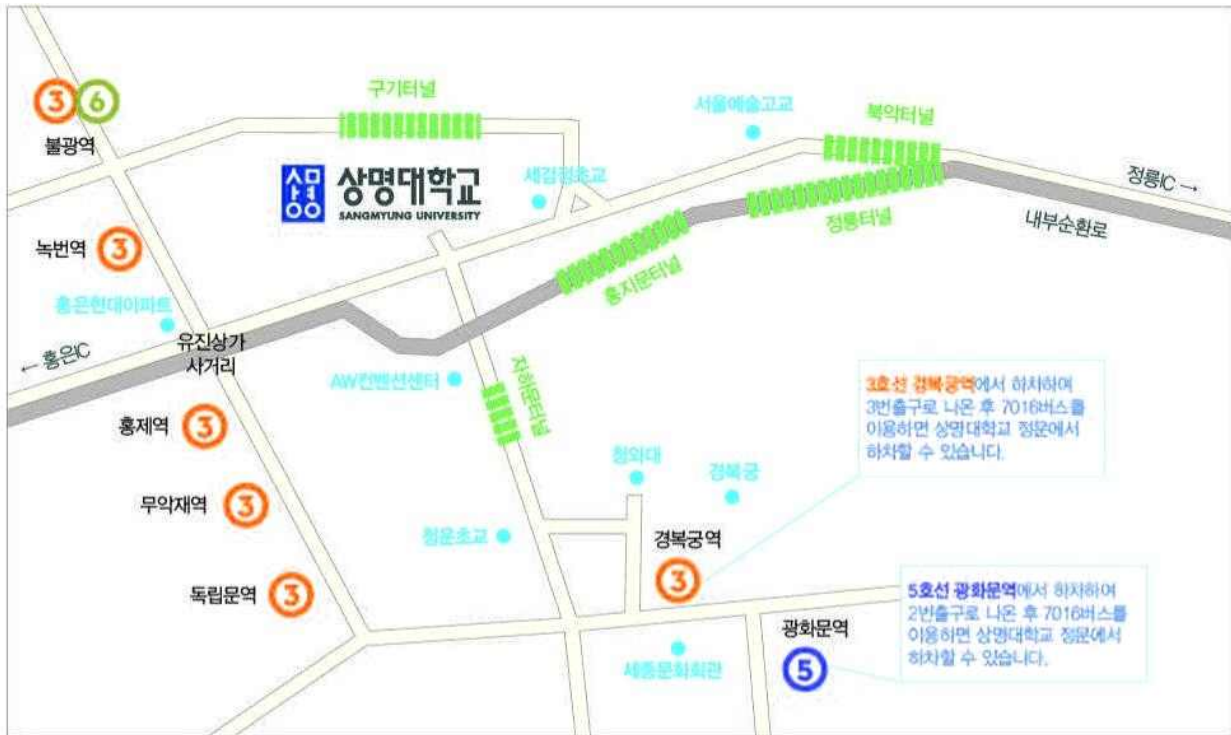 구기터널
서울예술고교
북악터널
3
6
불광역
정릉IC →
상명
상명대학교
SANGMYUNG UNIVERSITY
세검정초교
정릉터널
내부순환로
녹번역
3
홍지문터널
홍은현대아파트
유진상가
사거리
← 홍은IC
자하문터널
AW컨벤션센터
3호선 경복궁역에서 하차하여
3번출구로 나온 후 7016버스를
이용하면 상명대학교 정문에서
하차할 수 있습니다.
홍제역
3
청와대
경복궁
무악재역
3
청운초교
경복궁역
3
독립문역
3
5호선 광화문역에서 하차하여
2번출구로 나온 후 7016버스를
이용하면 상명대학교 정문에서
하차할 수 있습니다.
광화문역
5
세종문화회관